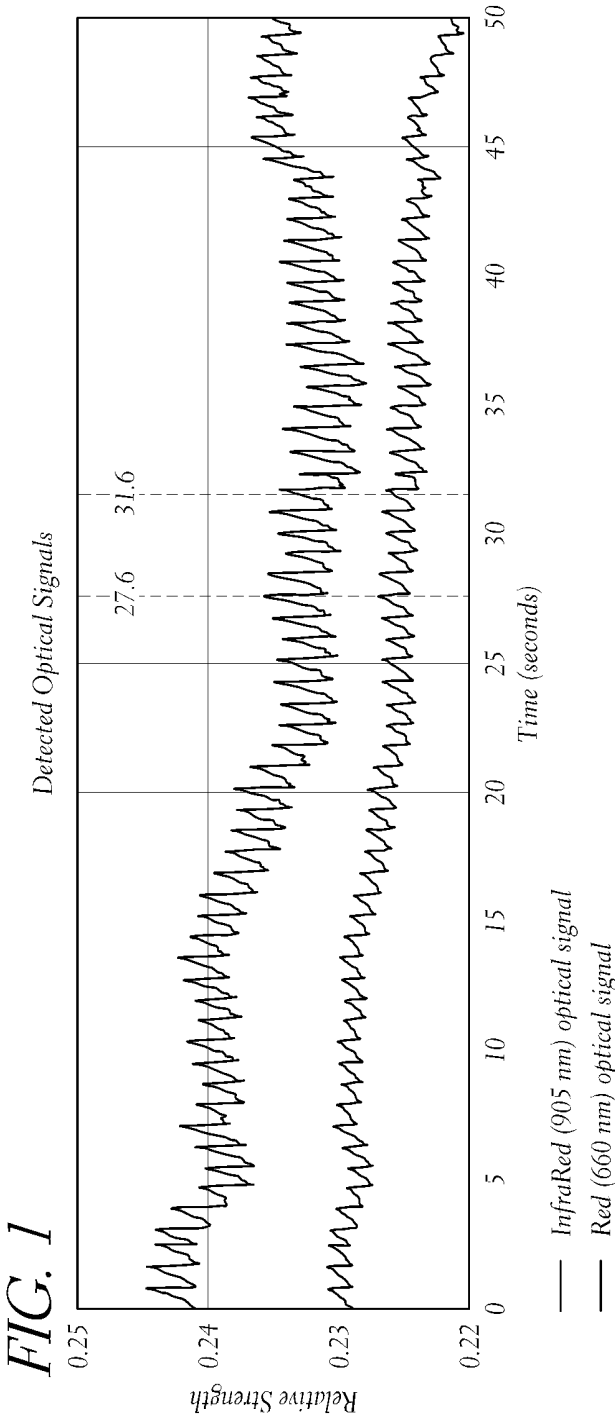 FIG. 1
Detected Optical Signals
Relative Strength
0.25
0.24
0.23
0.22
27.6
31.6
0
5
10
15
20
25
30
35
40
45
50
Time (seconds)
InfraRed (905 nm) optical signal
Red (660 nm) optical signal